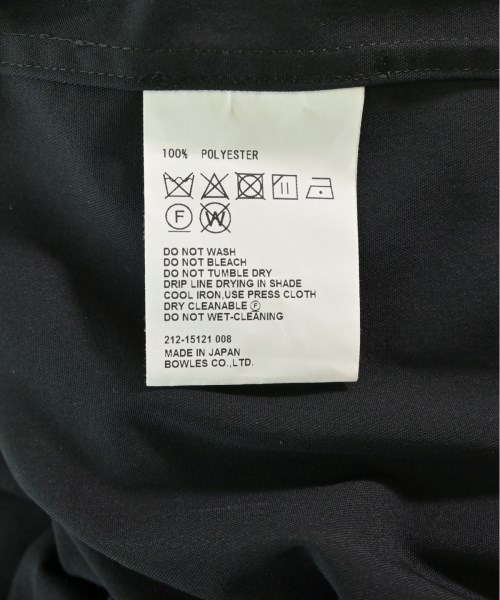 100% POLYESTER
F W
DO NOT WASH
DO NOT BLEACH
DO NOT TUMBLE DRY
DRIP LINE DRYING IN SHADE
COOL IRON,USE PRESS CLOTH
DRY CLEANABLE Ⓕ
DO NOT WET-CLEANING
212-15121 008
MADE IN JAPAN
BOWLES CO.,LTD.